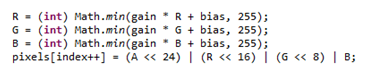 R = (int) Math.min(gain * R + bias, 255);
G = (int) Math.min(gain * G + bias, 255);
B = (int) Math.min(gain * B + bias, 255);
pixels[index++] = (A << 24) | (R << 16) | (G << 8) | B;